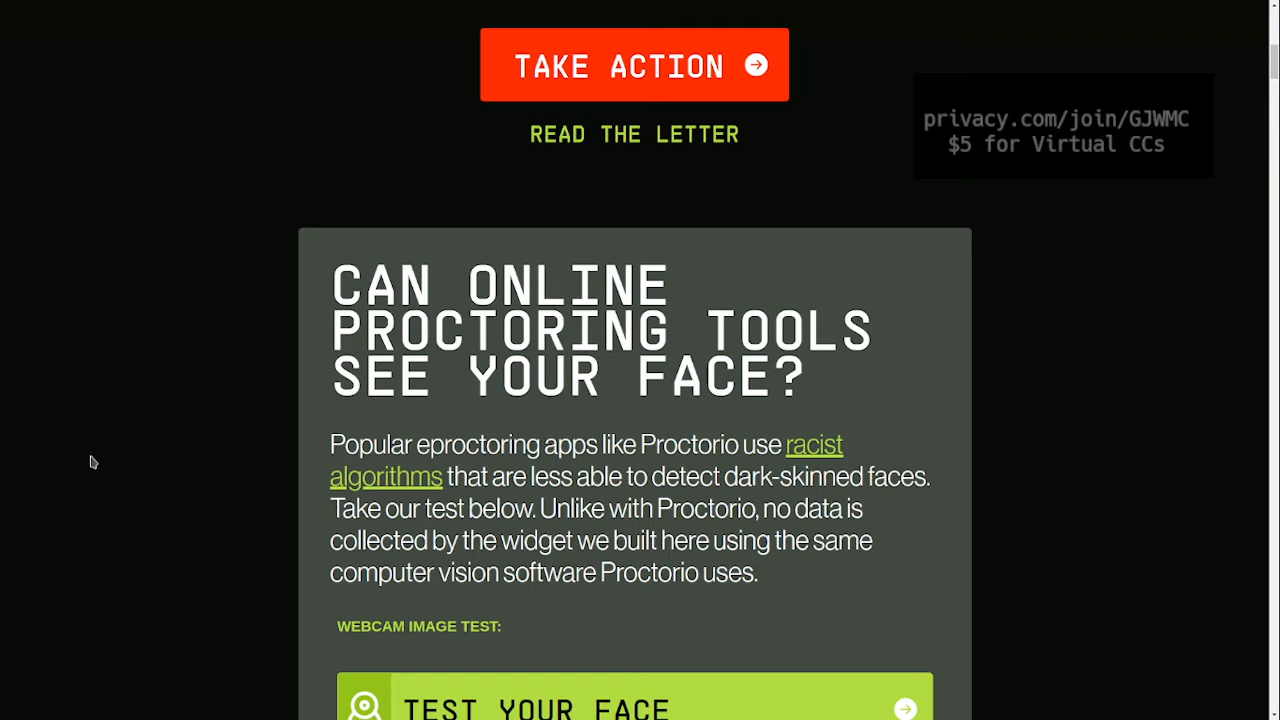 TAKE ACTION
READ THE LETTER
privacy.com/join/GJWMC
$5 for Virtual CCs
CAN ONLINE
PROCTORING TOOLS
SEE YOUR FACE?
Popular eproctoring apps like Proctorio use racist
algorithms that are less able to detect dark-skinned faces.
Take our test below. Unlike with Proctorio, no data is
collected by the widget we built here using the same
computer vision software Proctorio uses.
WEBCAM IMAGE TEST:
TEST YOUR FACE